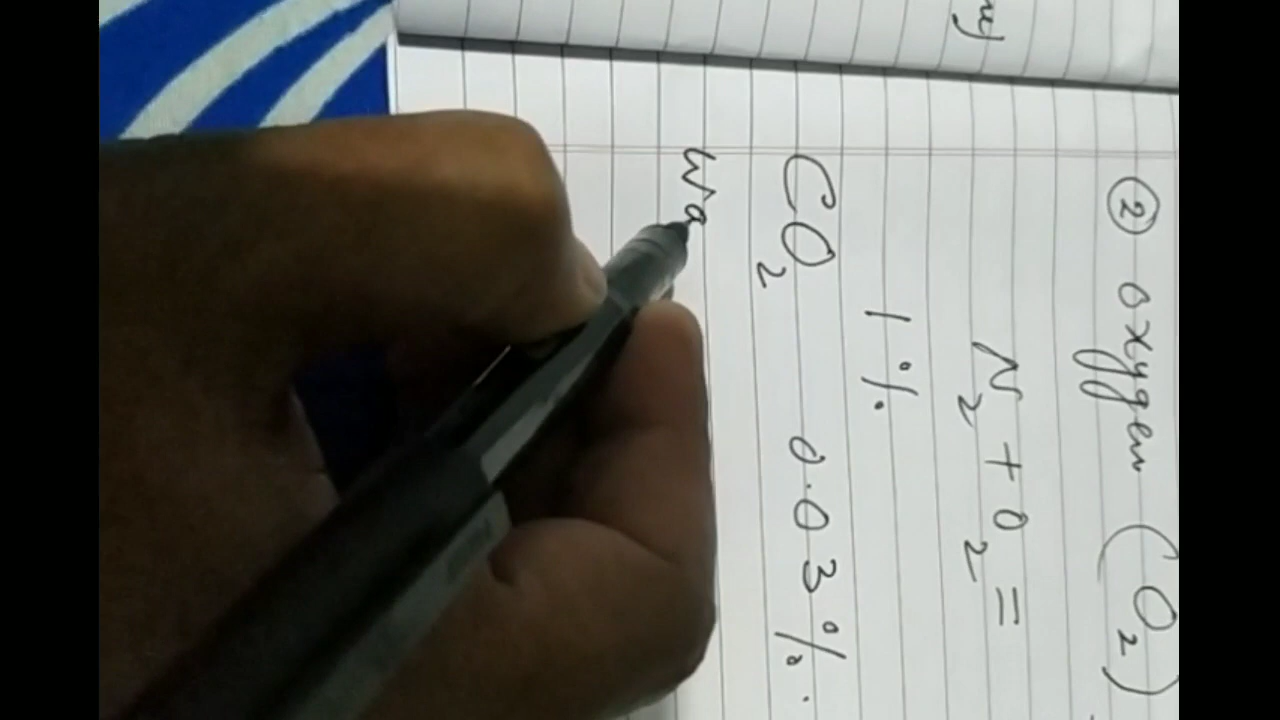 ② Oxygen (O₂)
N₂ + O₂ =
1 %.
CO₂ 0.03 %.
Wa